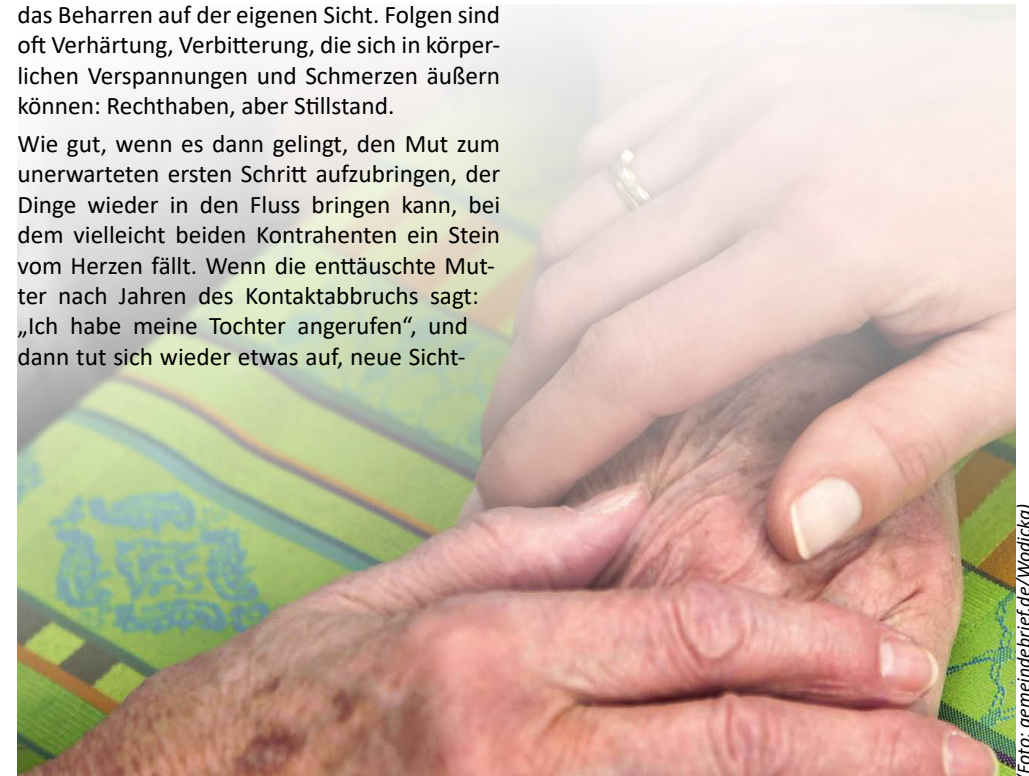 das Beharren auf der eigenen Sicht. Folgen sind
oft Verhärtung, Verbitterung, die sich in körper-
lichen Verspannungen und Schmerzen äußern
können: Rechthaben, aber Stillstand.
Wie gut, wenn es dann gelingt, den Mut zum
unerwarteten ersten Schritt aufzubringen, der
Dinge wieder in den Fluss bringen kann, bei
dem vielleicht beiden Kontrahenten ein Stein
vom Herzen fällt. Wenn die enttäuschte Mut-
ter nach Jahren des Kontaktabbruchs sagt:
„Ich habe meine Tochter angerufen“, und
dann tut sich wieder etwas auf, neue Sicht-
Foto: gemeindebrief.de/Wodicka)